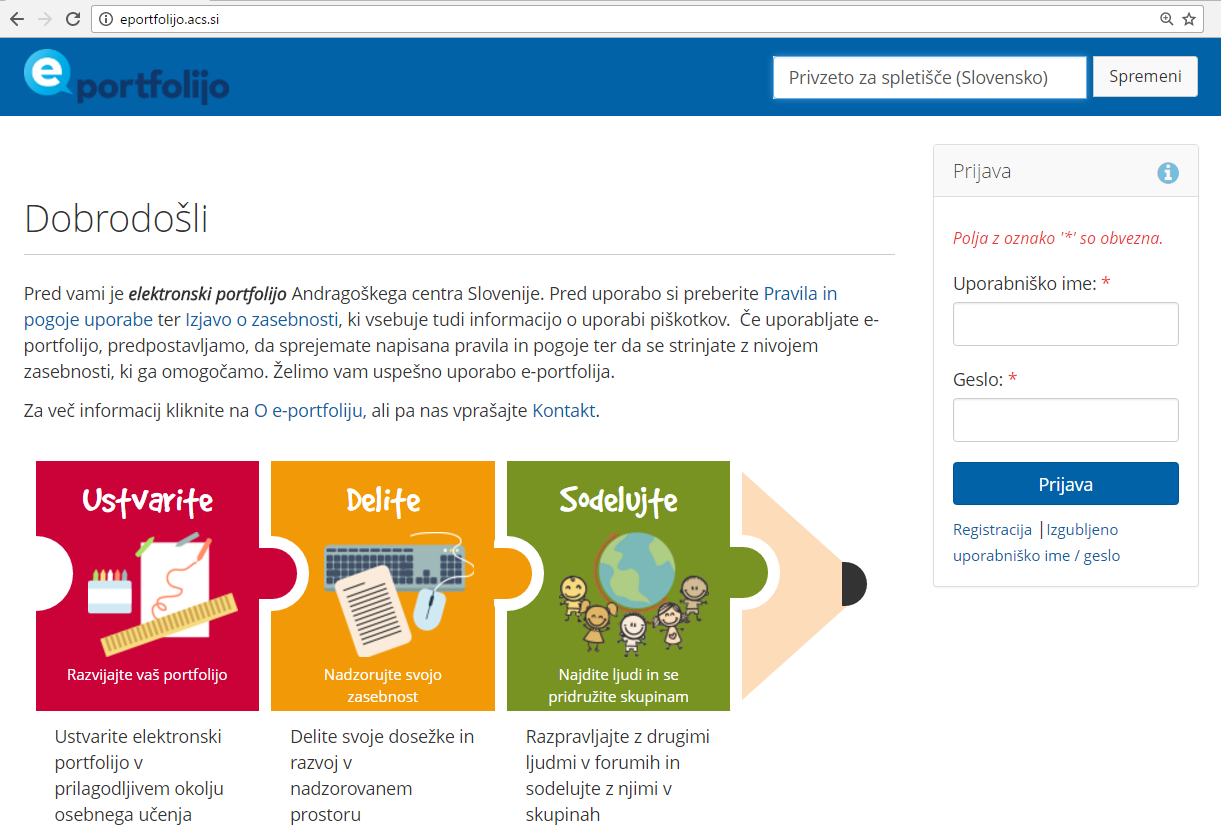 eportfolijo.acs.si
eportfolijo
Privzeto za spletišče (Slovensko)
Spremeni
Dobrodošli
Pred vami je elektronski portfolijo Andragoškega centra Slovenije. Pred uporabo si preberite Pravila in
pogoje uporabe ter Izjavo o zasebnosti, ki vsebuje tudi informacijo o uporabi piškotkov.  Če uporabljate e-
portfolijo, predpostavljamo, da sprejemate napisana pravila in pogoje ter da se strinjate z nivojem
zasebnosti, ki ga omogočamo. Želimo vam uspešno uporabo e-portfolija.
Za več informacij kliknite na O e-portfoliju, ali pa nas vprašajte Kontakt.
Ustvarite
Razvijajte vaš portfolijo
Ustvarite elektronski
portfolijo v
prilagodljivem okolju
osebnega učenja
Delite
Nadzorujte svojo
zasebnost
Delite svoje dosežke in
razvoj v
nadzorovanem
prostoru
Sodelujte
Najdite ljudi in se
pridružite skupinam
Razpravljajte z drugimi
ljudmi v forumih in
sodelujte z njimi v
skupinah
Prijava
Polja z oznako '*' so obvezna.
Uporabniško ime: *
Geslo: *
Prijava
Registracija | Izgubljeno
uporabniško ime / geslo